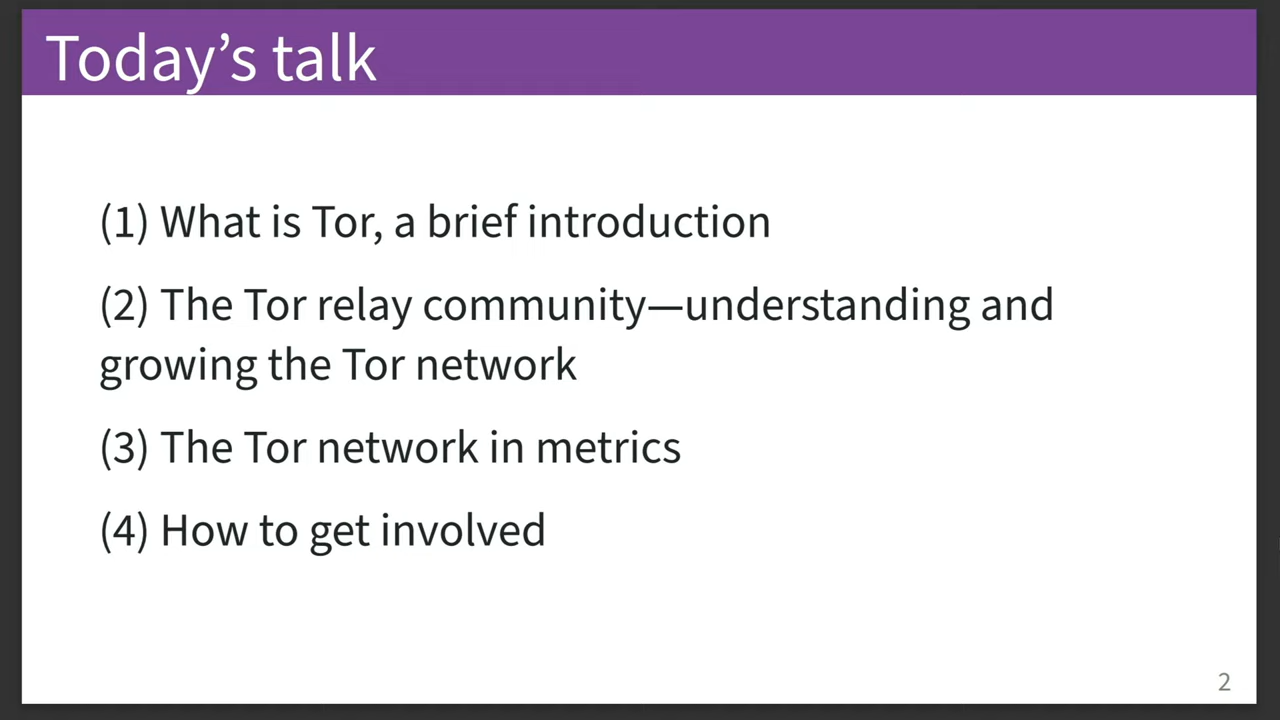 Today’s talk
(1) What is Tor, a brief introduction
(2) The Tor relay community—understanding and
growing the Tor network
(3) The Tor network in metrics
(4) How to get involved
2